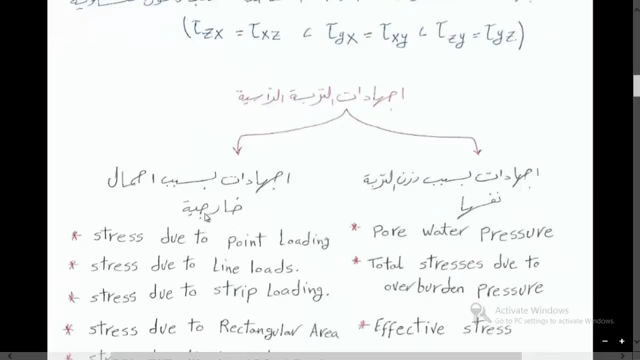 (τzx = τxz ، τyx = τxy ، τzy = τyz)
اجهادات التربة الرأسية
اجهادات بسبب وزن التربة
نفسها
* Pore Water Pressure
* Total stresses due to
overburden pressure
* Effective stress
اجهادات بسبب احمال
خارجية
* stress due to point Loading
* stress due to Line loads.
* stress due to strip Loading.
* stress due to Rectangular Area
Activate Windows
Go to PC settings to activate Windows.